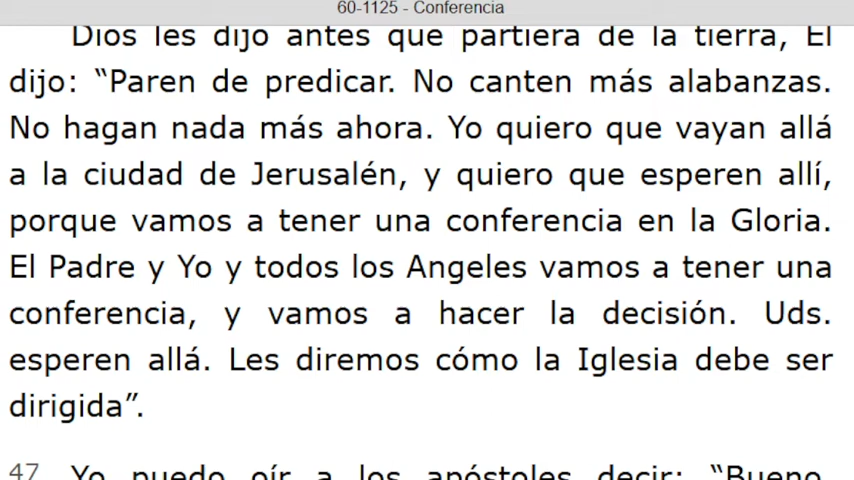 60-1125 - Conferencia
Dios les dijo antes que partiera de la tierra, El
dijo: “Paren de predicar. No canten más alabanzas.
No hagan nada más ahora. Yo quiero que vayan allá
a la ciudad de Jerusalén, y quiero que esperen allí,
porque vamos a tener una conferencia en la Gloria.
El Padre y Yo y todos los Angeles vamos a tener una
conferencia, y vamos a hacer la decisión. Uds.
esperen allá. Les diremos cómo la Iglesia debe ser
dirigida”.
47 Yo puedo oír a los apóstoles decir: “Bueno,